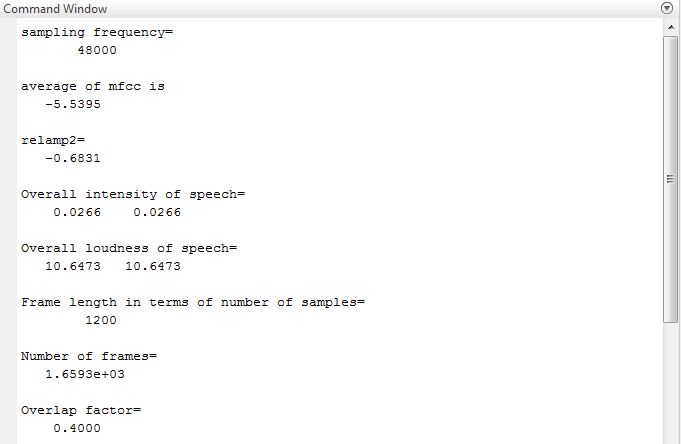 Command Window
sampling frequency=
48000
average of mfcc is
-5.5395
relamp2=
-0.6831
Overall intensity of speech=
0.0266    0.0266
Overall loudness of speech=
10.6473   10.6473
Frame length in terms of number of samples=
1200
Number of frames=
1.6593e+03
Overlap factor=
0.4000